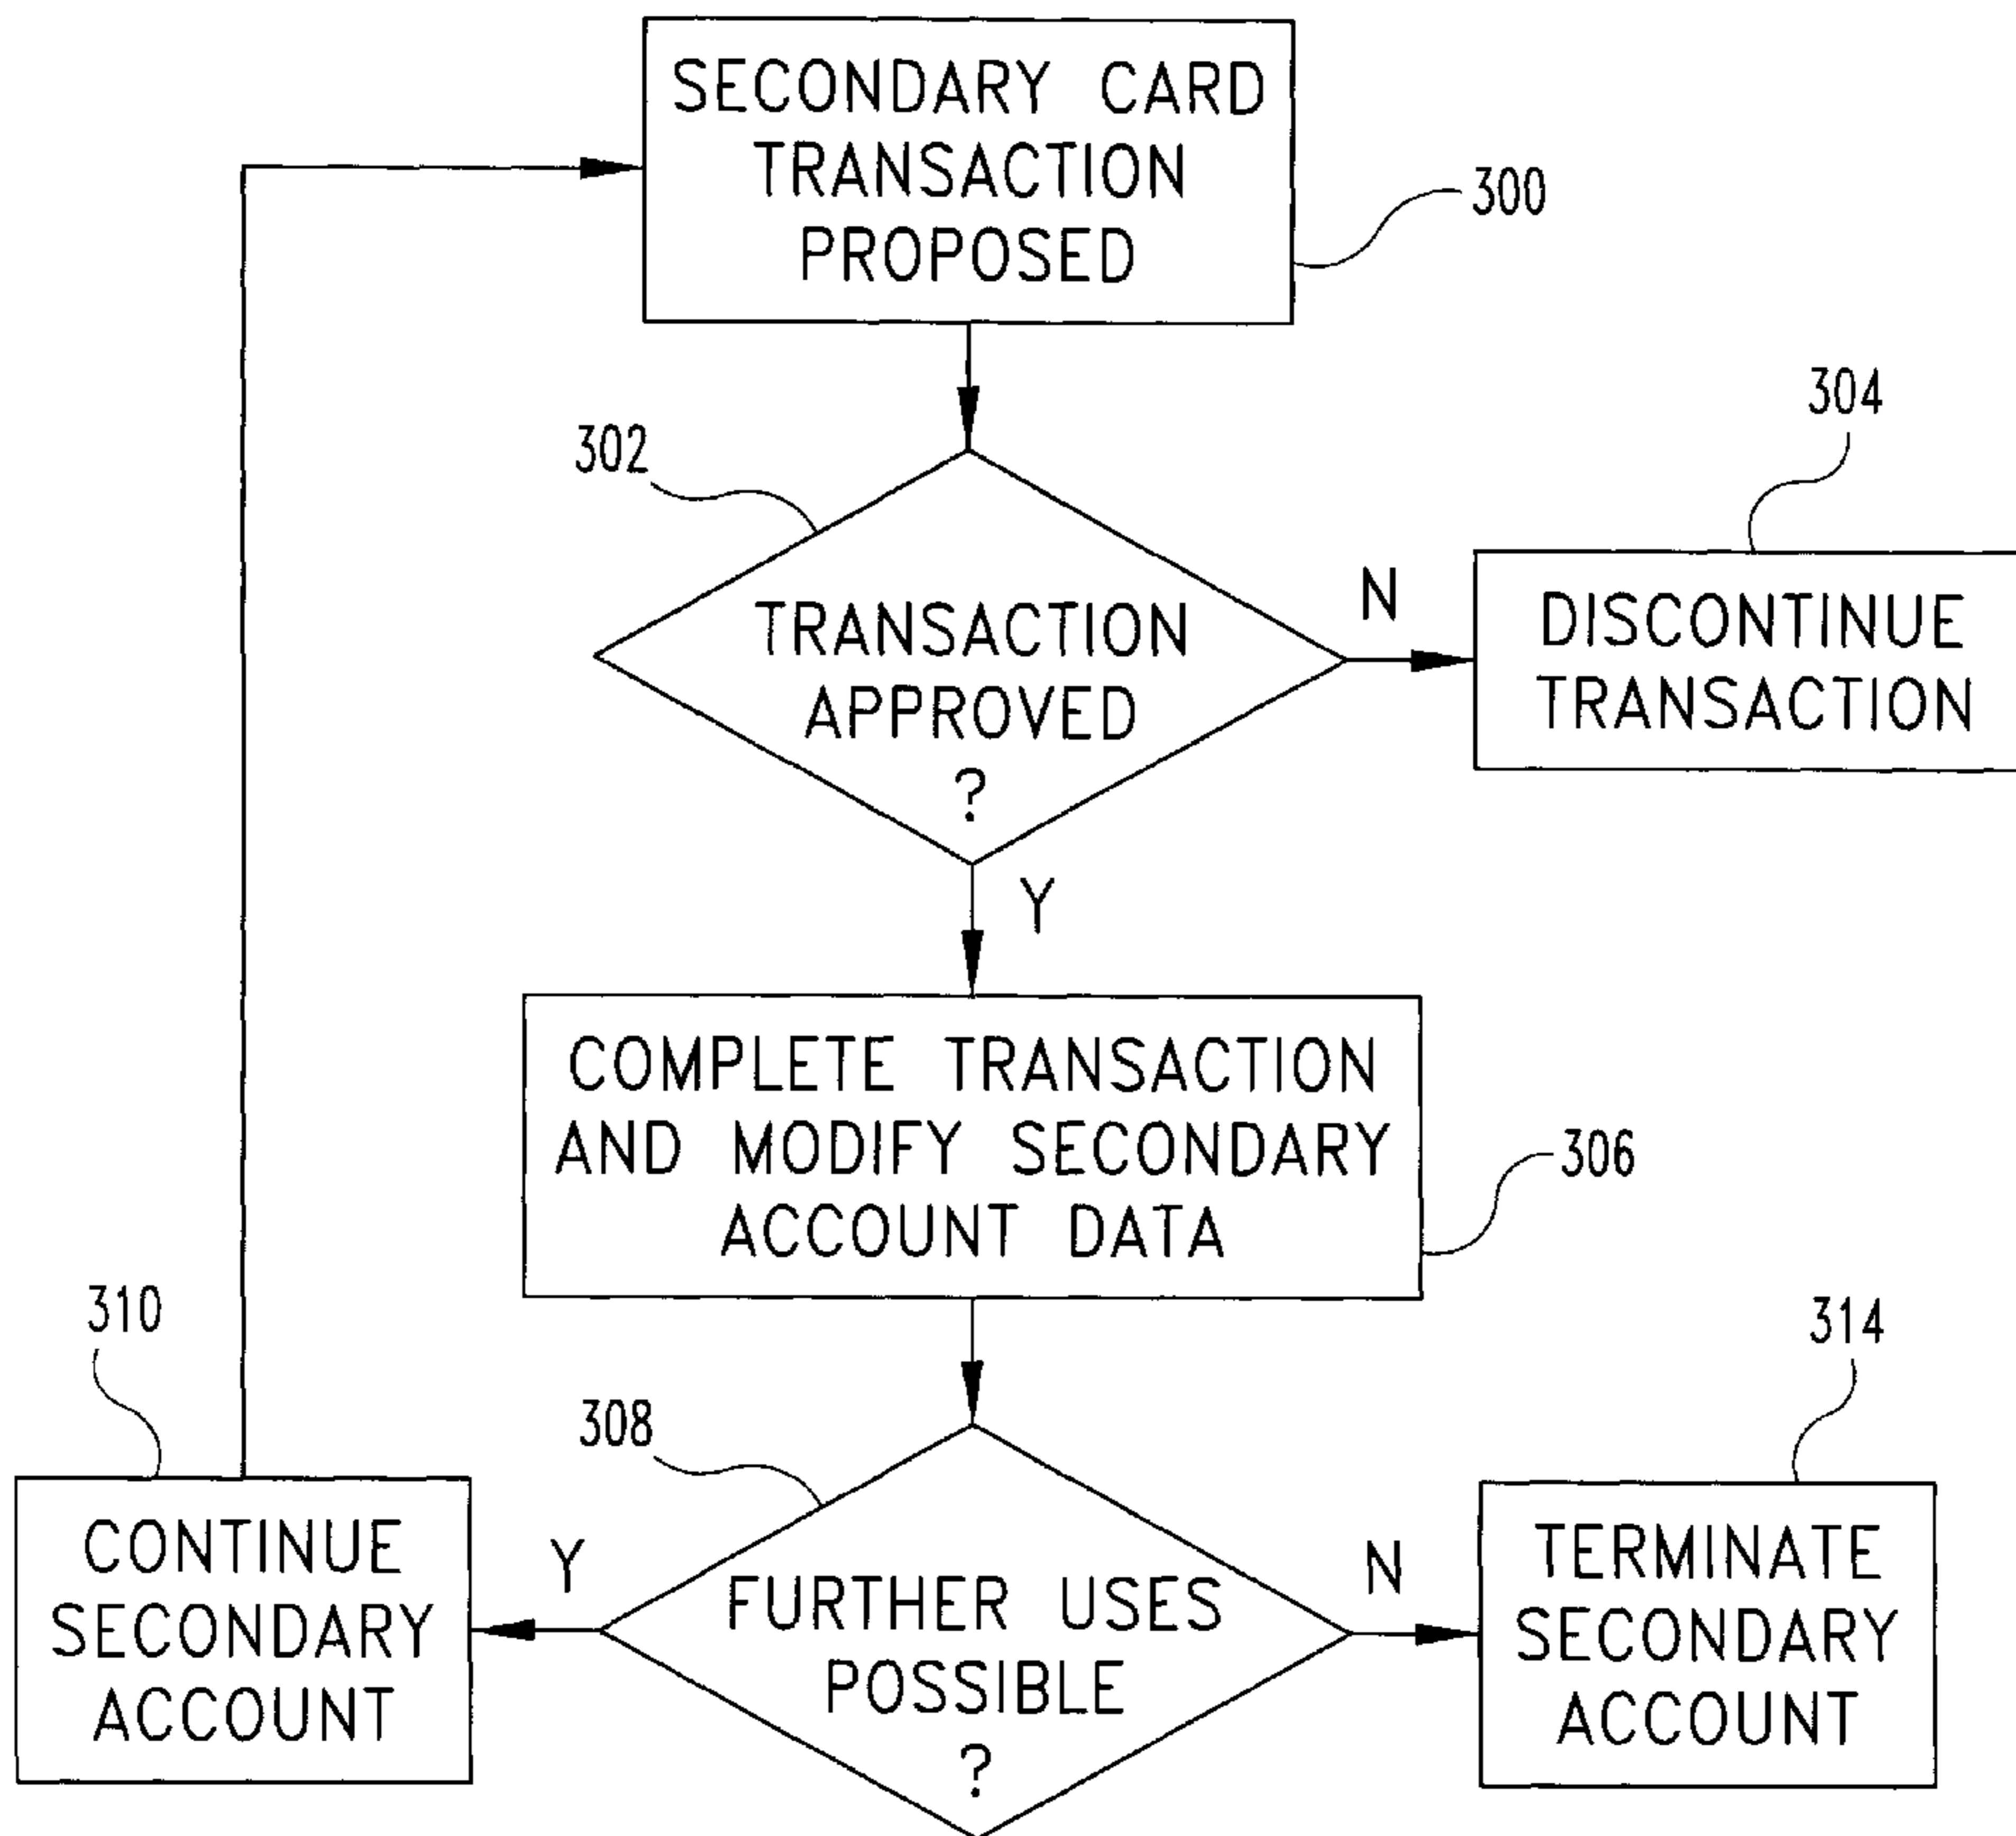 SECONDARY CARD
TRANSACTION
PROPOSED
300
302
TRANSACTION
APPROVED
?
N
304
DISCONTINUE
TRANSACTION
Y
COMPLETE TRANSACTION
AND MODIFY SECONDARY
ACCOUNT DATA
306
308
FURTHER USES
POSSIBLE
?
Y
310
CONTINUE
SECONDARY
ACCOUNT
N
314
TERMINATE
SECONDARY
ACCOUNT